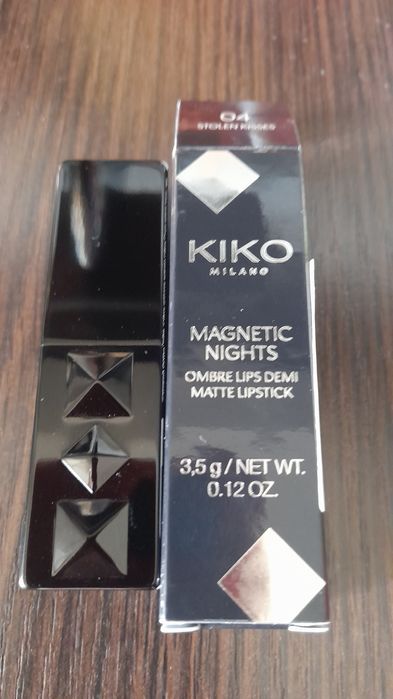 04
STOLEN KISSES
KIKO
MILANO
MAGNETIC
NIGHTS
OMBRE LIPS DEMI
MATTE LIPSTICK
3,5 g / NET WT.
0.12 OZ.